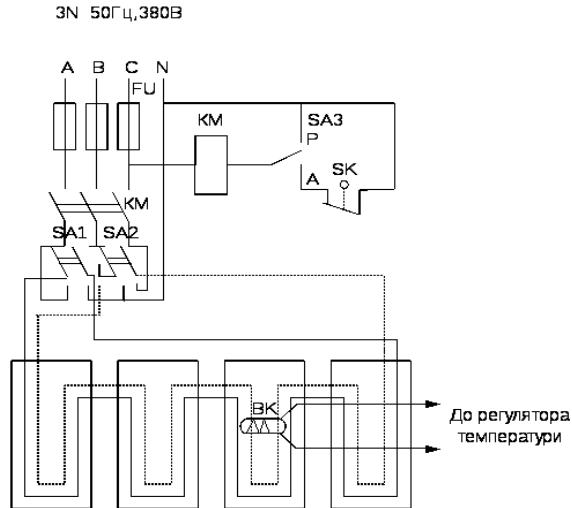 3N 50Гц,380В
A B C N
FU
KM SA3
P
SK
A
KM
SA1 SA2
BK
До регулятора
температури